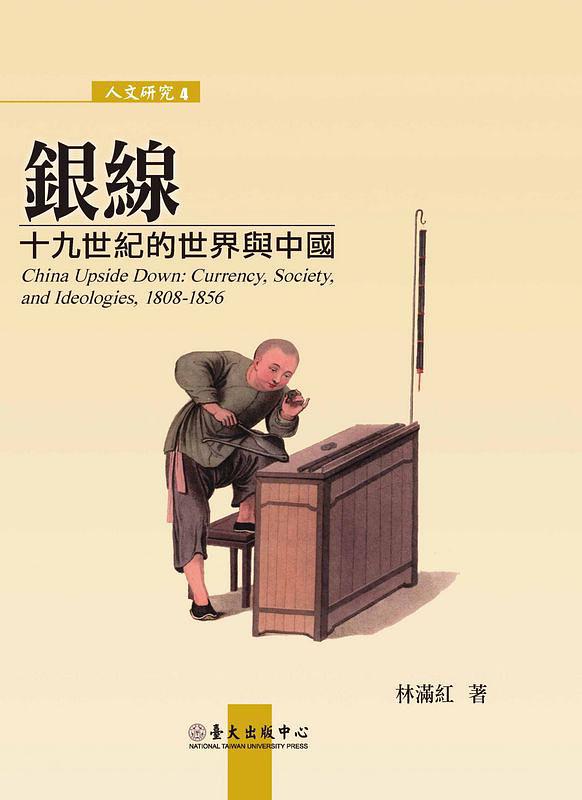 人文研究 4
銀線
十九世紀的世界與中國
China Upside Down: Currency, Society,
and Ideologies, 1808-1856
林滿紅 著
臺大出版中心
NATIONAL TAIWAN UNIVERSITY PRESS